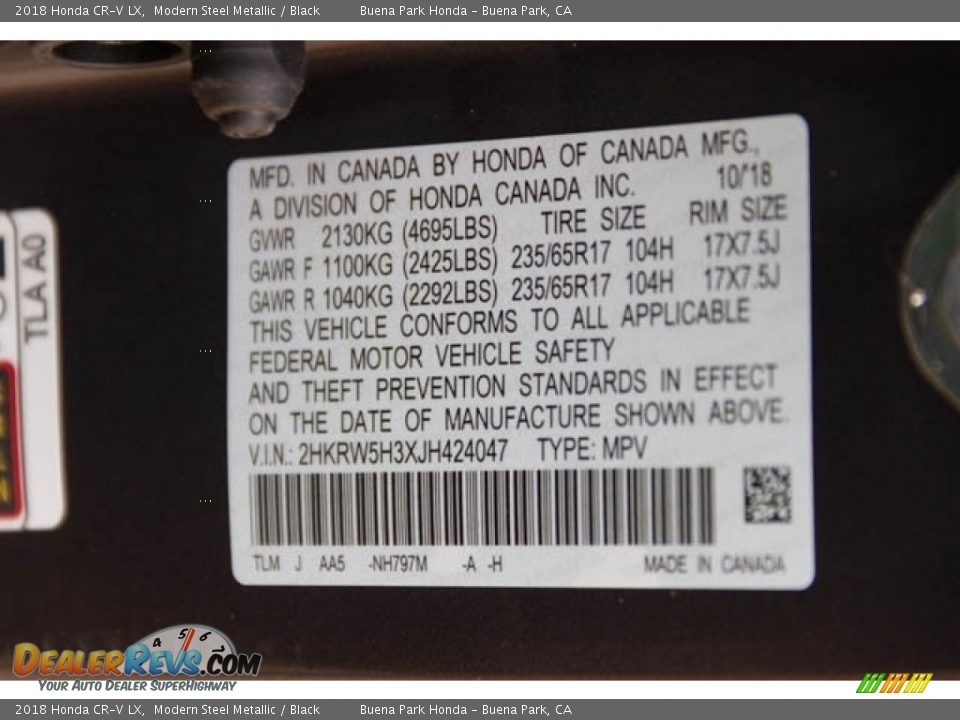 2018 Honda CR-V LX, Modern Steel Metallic / Black Buena Park Honda - Buena Park, CA
MFD. IN CANADA BY HONDA OF CANADA MFG.,
A DIVISION OF HONDA CANADA INC. 10/'18
GVWR 2130KG (4695LBS) TIRE SIZE RIM SIZE
GAWR F 1100KG (2425LBS) 235/65R17 104H 17X7.5J
GAWR R 1040KG (2292LBS) 235/65R17 104H 17X7.5J
THIS VEHICLE CONFORMS TO ALL APPLICABLE
FEDERAL MOTOR VEHICLE SAFETY
AND THEFT PREVENTION STANDARDS IN EFFECT
ON THE DATE OF MANUFACTURE SHOWN ABOVE.
V.I.N.: 2HKRW5H3XJH424047 TYPE: MPV
TLM J AA5 -NH797M -A -H MADE IN CANADA
TLA A0
4 5 6
DEALERREVS.COM
YOUR AUTO DEALER SUPERHIGHWAY
2018 Honda CR-V LX, Modern Steel Metallic / Black Buena Park Honda - Buena Park, CA